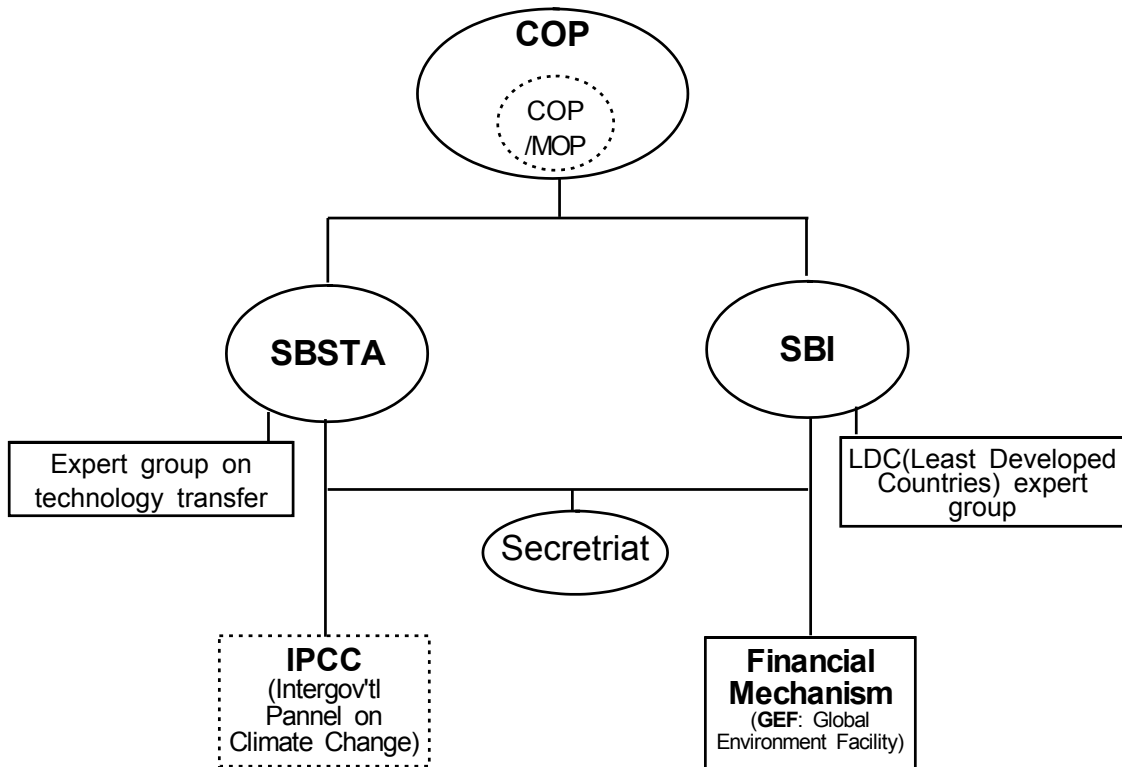 COP
COP
/MOP
SBSTA
SBI
Expert group on
technology transfer
LDC(Least Developed
Countries) expert
group
Secretriat
IPCC
(Intergov'tl
Pannel on
Climate Change)
Financial
Mechanism
(GEF: Global
Environment Facility)